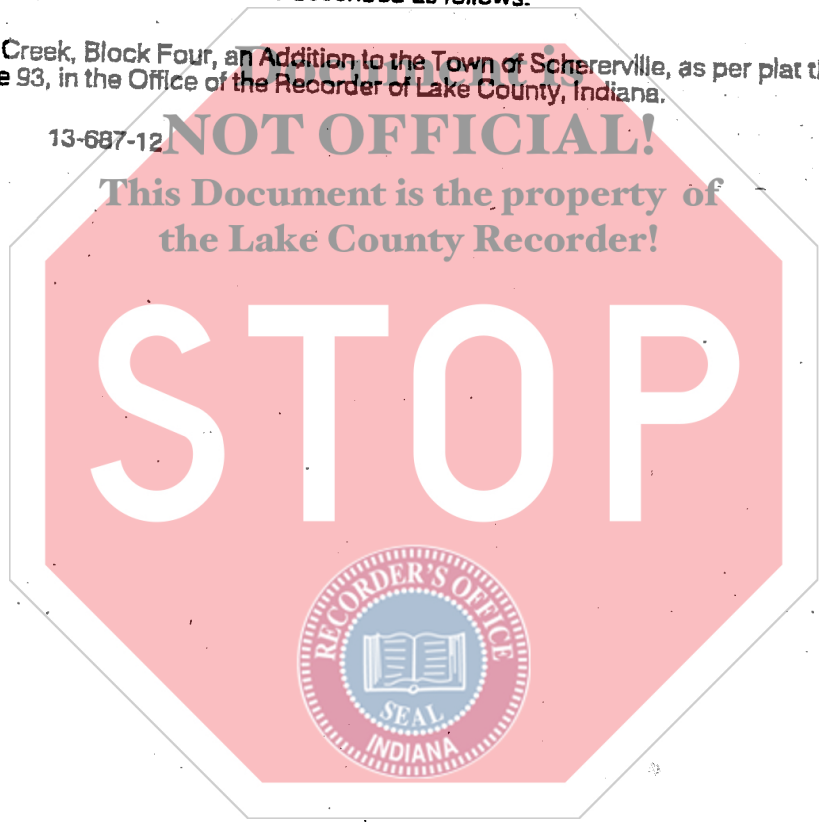 as follows:
Creek, Block Four, an Addition to the Town of Schererville, as per plat
Document is
93, in the Office of the Recorder of Lake County, Indiana.
13-687-12
NOT OFFICIAL!
This Document is the property of
the Lake County Recorder!
STOP
RECORDER'S OFFICE
SEAL
INDIANA